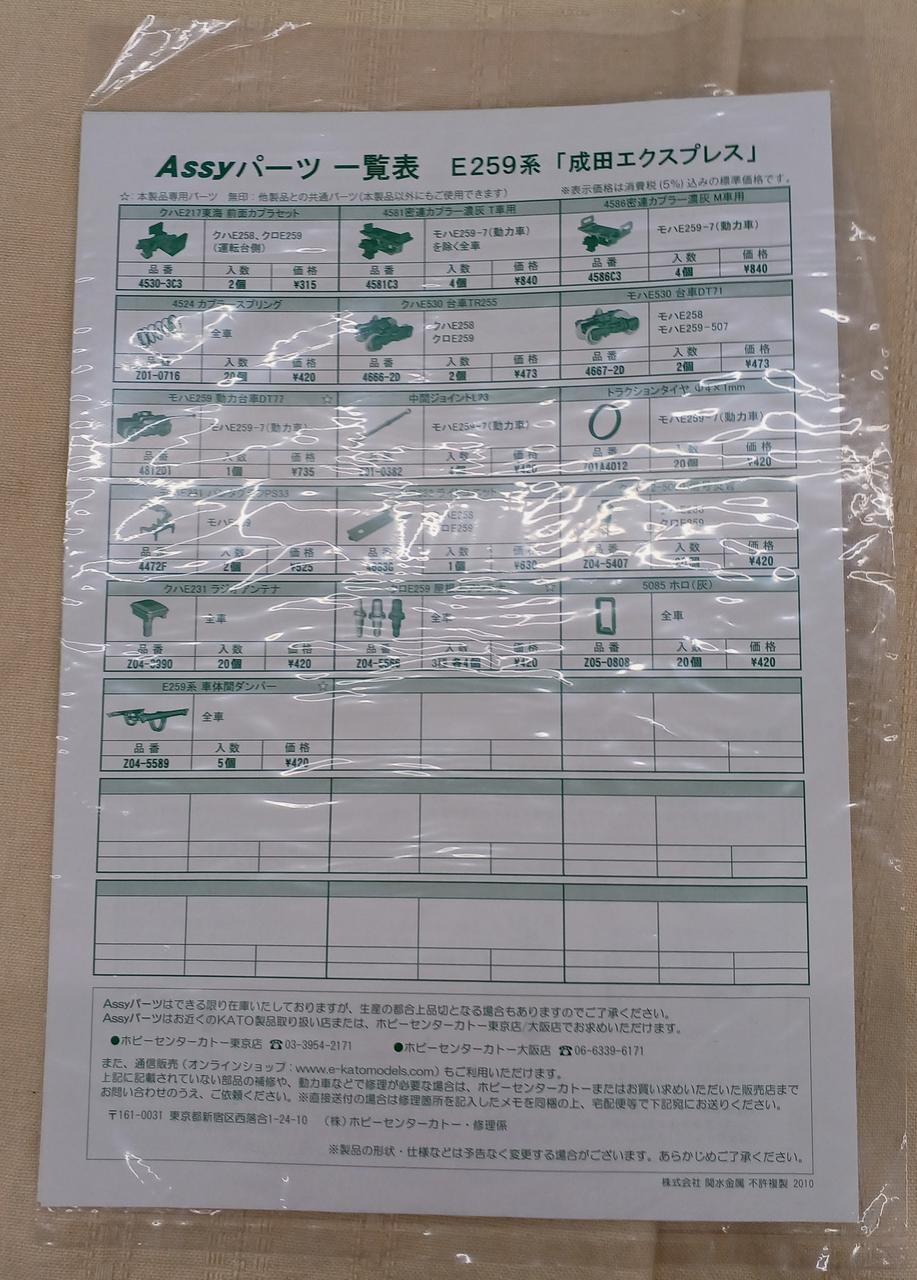 Assyパーツ 一覧表 E259系「成田エクスプレス」
☆：本製品専用パーツ 無印：他製品との共通パーツ(本製品以外にもご使用できます) ※表示価格は消費税(5%)込みの標準価格です。
クハE217東海 前面カプラセット
クハE258、クロE259
(運転台側)
品番 入数 価格
4530-3C3 2個 ¥315
4581密連カプラー濃灰 T車用
モハE259-7(動力車)
を除く全車
品番 入数 価格
4581C3 4個 ¥840
4586密連カプラー濃灰 M車用
モハE259-7(動力車)
品番 入数 価格
4586C3 4個 ¥840
4524 カプラースプリング
全車
品番 入数 価格
Z01-0716 20個 ¥420
クハE530 台車TR255
クハE258
クロE259
品番 入数 価格
4666-2D 2個 ¥473
モハE530 台車DT71
モハE258
モハE259-507
品番 入数 価格
4667-2D 2個 ¥473
モハE259 動力台車DT77 ☆
モハE259-7(動力車)
品番 入数 価格
4812D1 1個 ¥735
中間ジョイント
モハE259-7(動力車)
品番 入数 価格
トラクションタイヤ
モハE259-7(動力車)
品番 入数 価格
Z01A4012 20個 ¥420
PS33
品番 入数 価格
4472F 2個 ¥525
品番 入数 価格
1個 ¥630
クロE259
品番 入数 価格
Z04-5407 ¥420
クハE231 ラジオアンテナ
全車
品番 入数 価格
20個 ¥420
クロE259 屋根 ☆
全車
品番 入数 価格
各4個 ¥420
5085 ホロ(灰)
全車
品番 入数 価格
Z05-0808 20個 ¥420
E259系 車体間ダンパー ☆
全車
品番 入数 価格
Z04-5589 5個 ¥420
Assyパーツはできる限り在庫いたしておりますが、生産の都合上品切となる場合もありますのでご了承ください。
Assyパーツはお近くのKATO製品取り扱い店または、ホビーセンターカトー東京店/大阪店でお求めいただけます。
●ホビーセンターカトー東京店 ☎03-3954-2171 ●ホビーセンターカトー大阪店 ☎06-6339-6171
また、通信販売(オンラインショップ：www.e-katomodels.com)もご利用いただけます。
上記に記載されていない部品の補修や、動力車などで修理が必要な場合は、ホビーセンターカトーまたはお買い求めいただいた販売店まで
お問い合わせのうえ、ご依頼ください。※直接送付の場合は修理箇所を記入したメモを同梱の上、宅配便等で下記宛にお送りください。
〒161-0031 東京都新宿区西落合1-24-10 (株)ホビーセンターカトー・修理係
※製品の形状・仕様などは予告なく変更する場合がございます。あらかじめご了承ください。
株式会社 関水金属 不許複製 2010